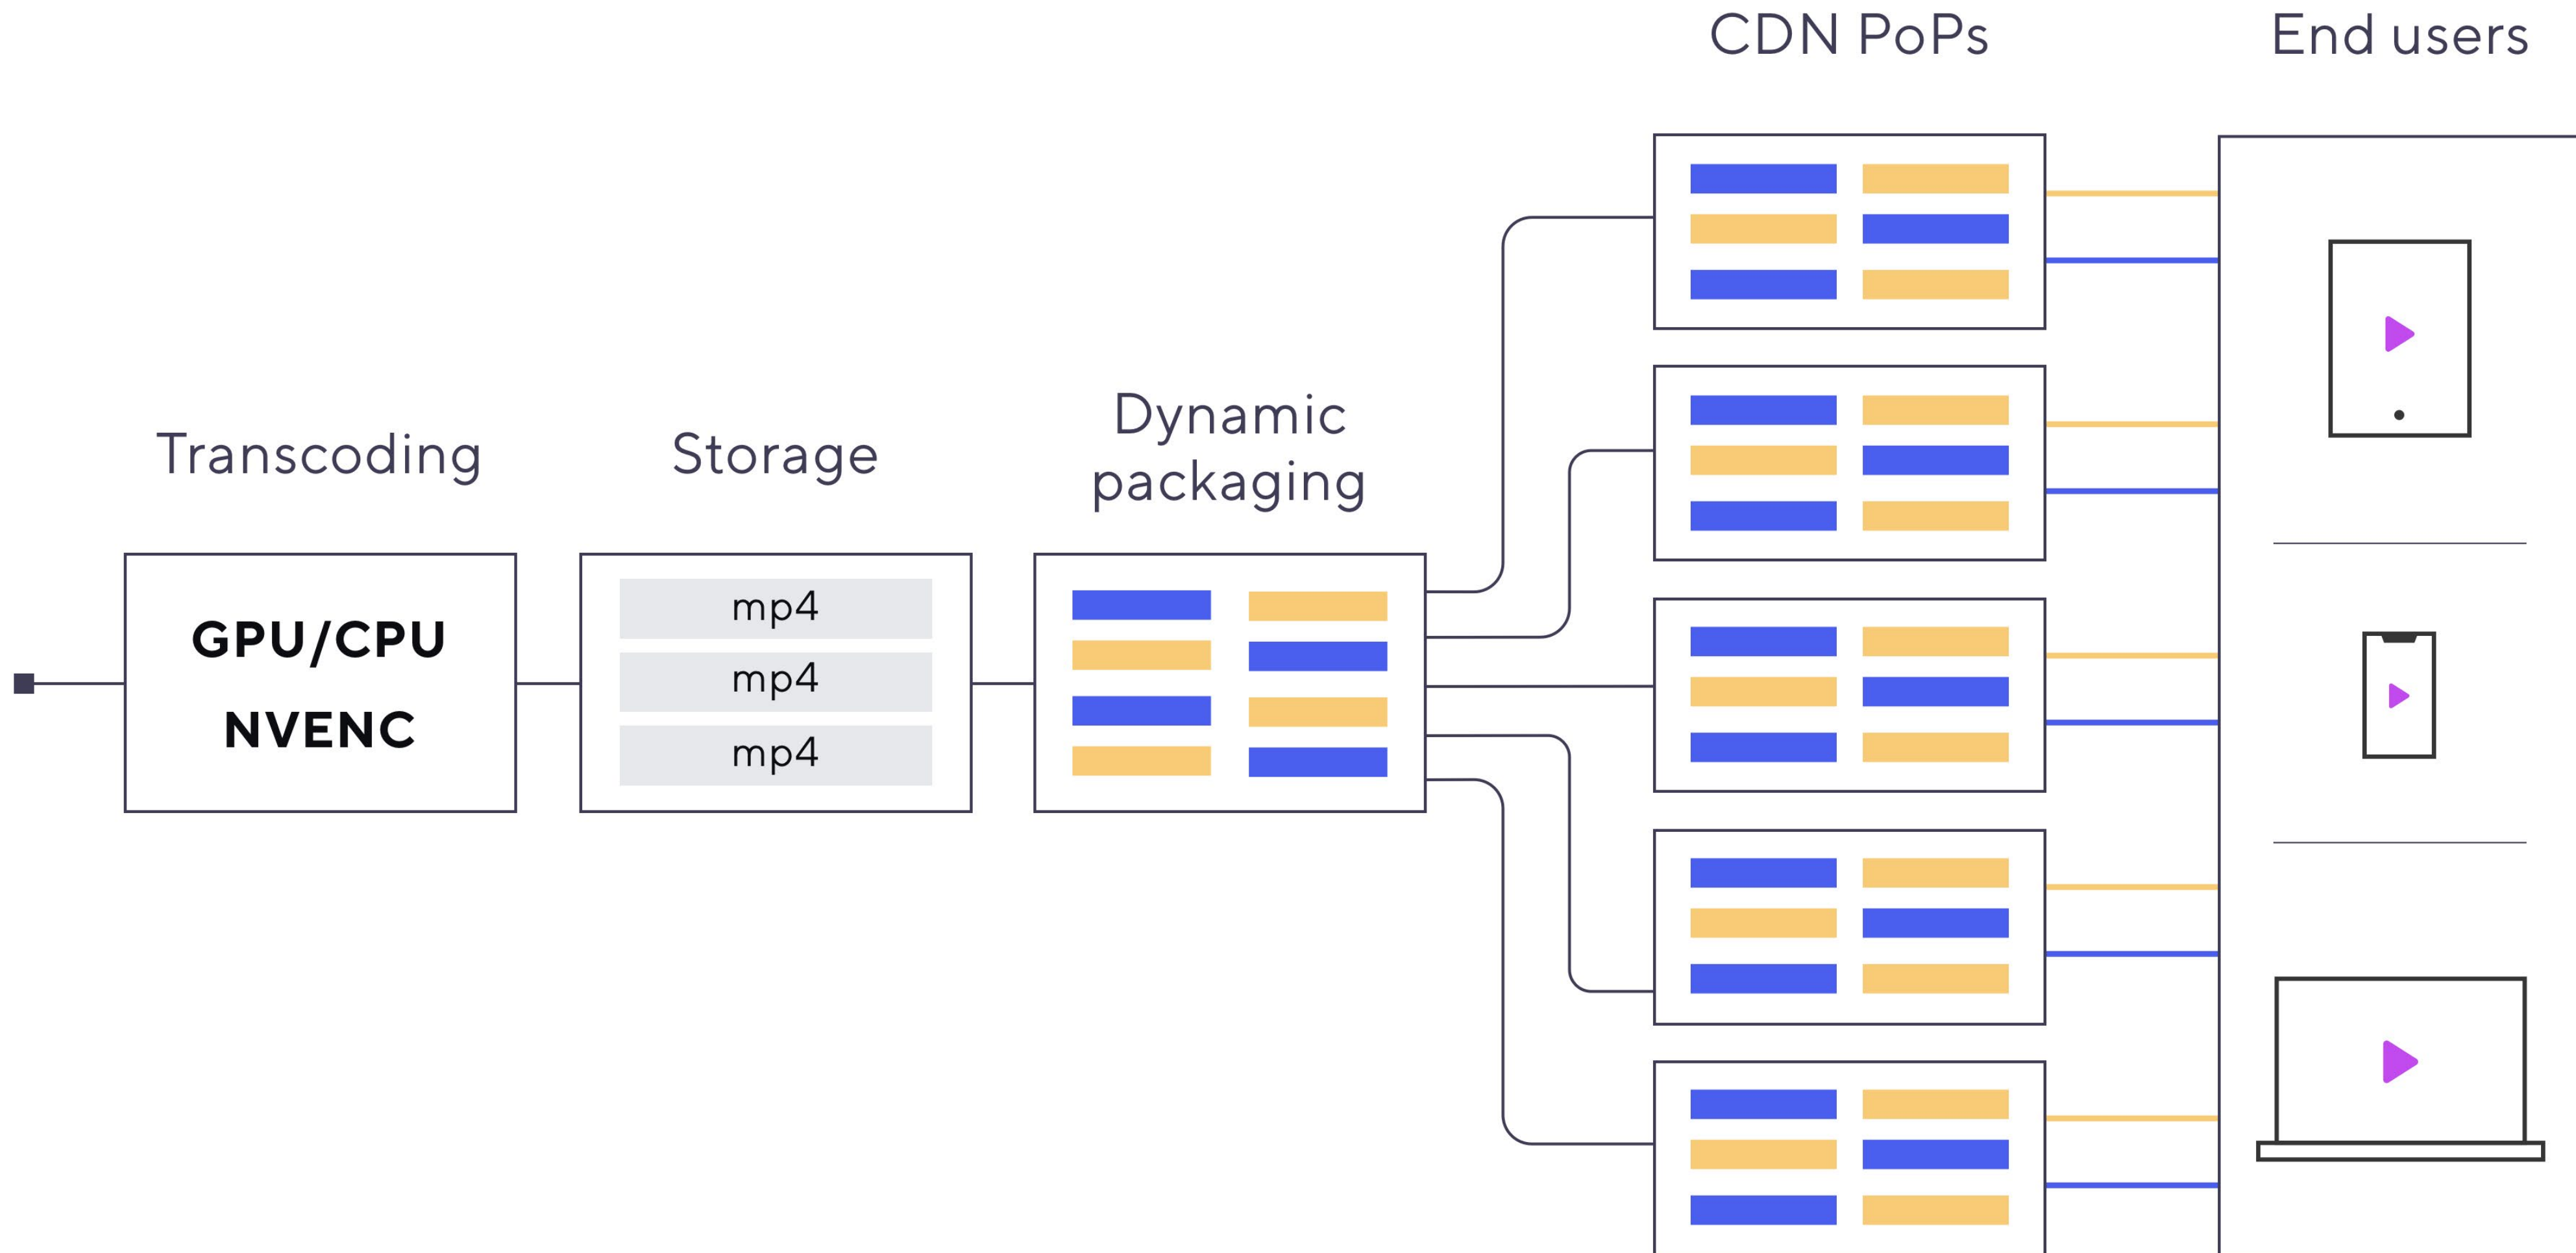 CDN PoPs
End users
Transcoding
Storage
Dynamic
packaging
GPU/CPU
NVENC
mp4
mp4
mp4